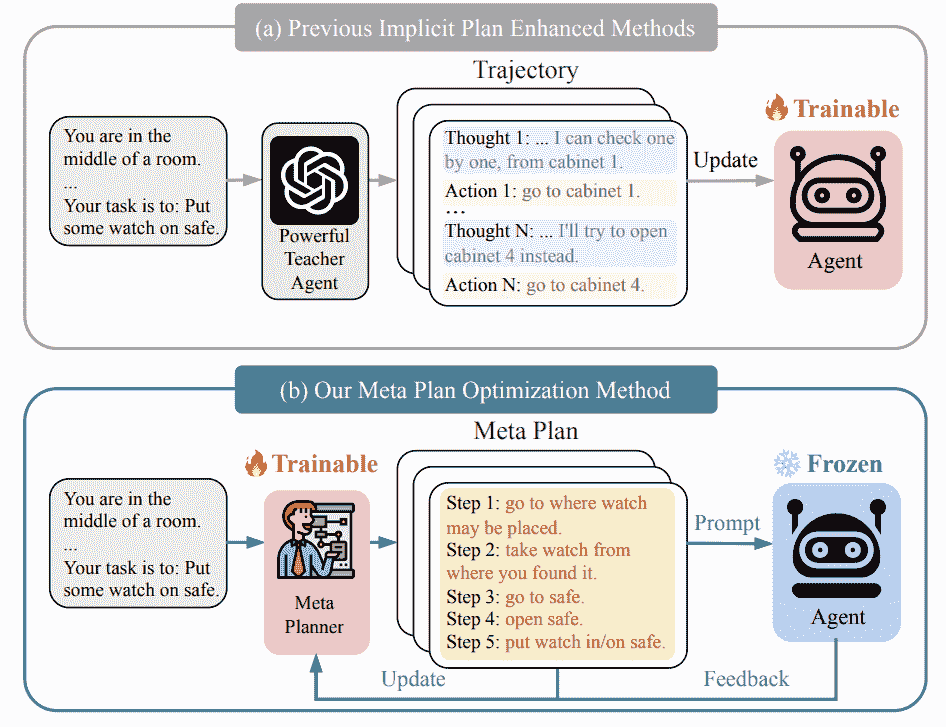 (a) Previous Implicit Plan Enhanced Methods
Trajectory
You are in the
middle of a room.
...
Your task is to: Put
some watch on safe.
Powerful
Teacher
Agent
Thought 1: ... I can check one
by one, from cabinet 1.
Action 1: go to cabinet 1.
...
Thought N: ... I'll try to open
cabinet 4 instead.
Action N: go to cabinet 4.
Update
Trainable
Agent
(b) Our Meta Plan Optimization Method
Meta Plan
You are in the
middle of a room.
...
Your task is to: Put
some watch on safe.
Trainable
Meta
Planner
Step 1: go to where watch
may be placed.
Step 2: take watch from
where you found it.
Step 3: go to safe.
Step 4: open safe.
Step 5: put watch in/on safe.
Prompt
Frozen
Agent
Update
Feedback